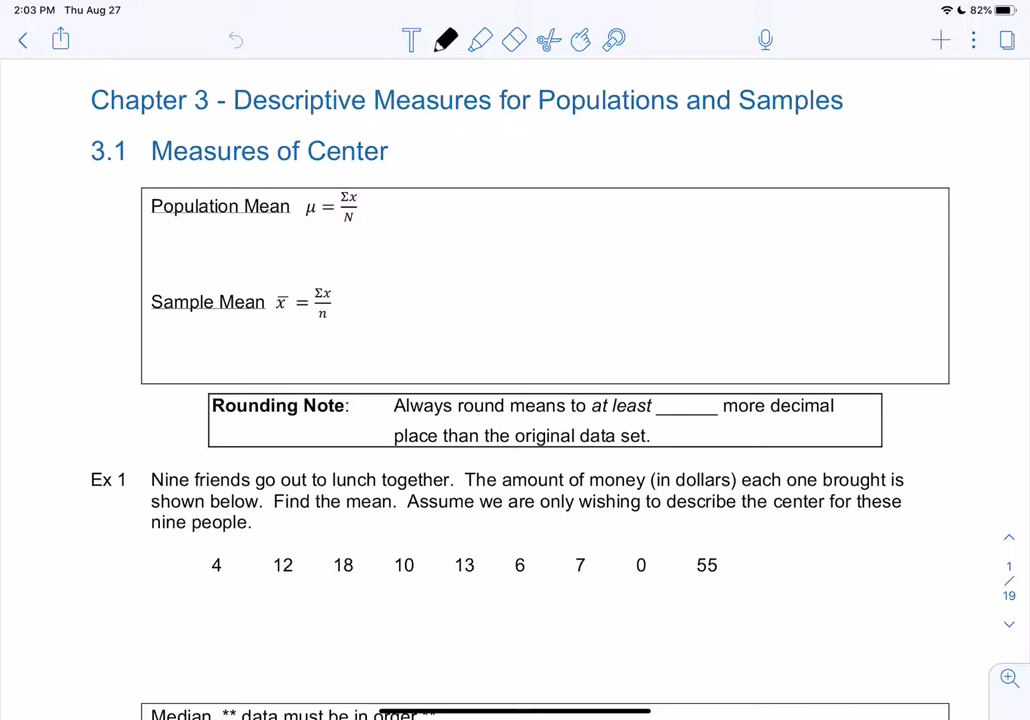 2:03 PM Thu Aug 27 82%
T
Chapter 3 - Descriptive Measures for Populations and Samples
3.1 Measures of Center
Population Mean μ = Σx/N
Sample Mean x̄ = Σx/n
Rounding Note: Always round means to at least ______ more decimal
place than the original data set.
Ex 1 Nine friends go out to lunch together. The amount of money (in dollars) each one brought is
shown below. Find the mean. Assume we are only wishing to describe the center for these
nine people.
4 12 18 10 13 6 7 0 55
1
/
19
Median ** data must be in order **